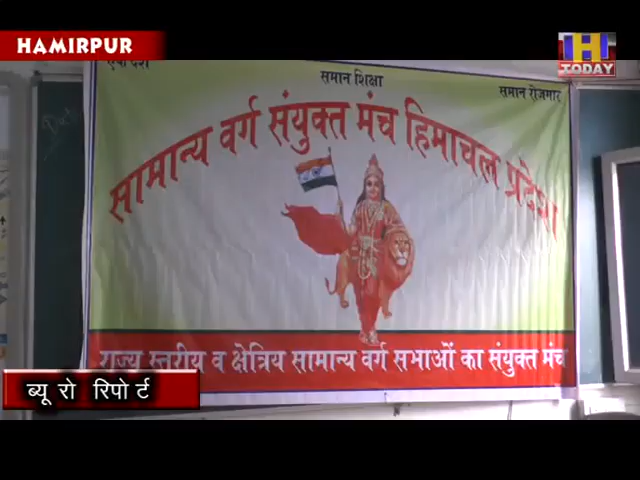 HAMIRPUR
H
TODAY
समान शिक्षा
समान रोजगार
सामान्य वर्ग संयुक्त मंच हिमाचल प्रदेश
राज्य स्तरीय व क्षेत्रिय सामान्य वर्ग सभाओं का संयुक्त मंच
ब्यूरो रिपोर्ट